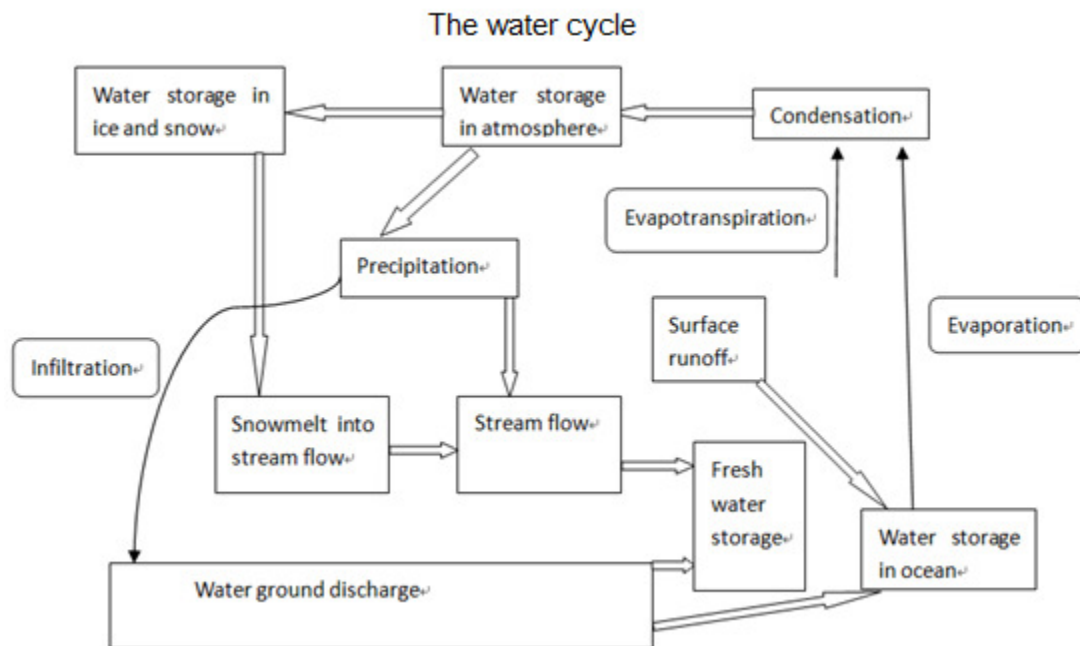 The water cycle
Water storage in
ice and snow↵
Water storage
in atmosphere↵
Condensation↵
Evapotranspiration↵
Precipitation↵
Surface
runoff↵
Evaporation↵
Infiltration↵
Snowmelt into
stream flow↵
Stream flow↵
Fresh
water
storage↵
Water storage
in ocean↵
Water ground discharge↵